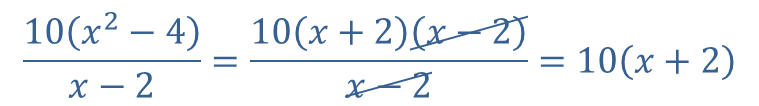 10(x² − 4)/(x − 2) = 10(x + 2)(x − 2)/(x − 2) = 10(x + 2)